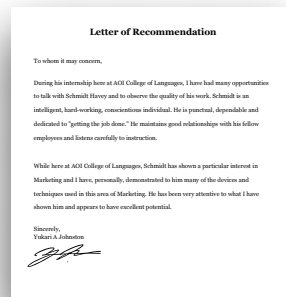 Letter of Recommendation
To whom it may concern,
During his internship here at AOI College of Languages, I have had many opportunities
to talk with Schmidt Havey and to observe the quality of his work. Schmidt is an
intelligent, hard-working, conscientious individual. He is punctual, dependable and
dedicated to "getting the job done." He maintains good relationships with his fellow
employees and listens carefully to instruction.
While here at AOI College of Languages, Schmidt has shown a particular interest in
Marketing and I have, personally, demonstrated to him many of the devices and
techniques used in this area of Marketing. He has been very attentive to what I have
shown him and appears to have excellent potential.
Sincerely,
Yukari A Johnston